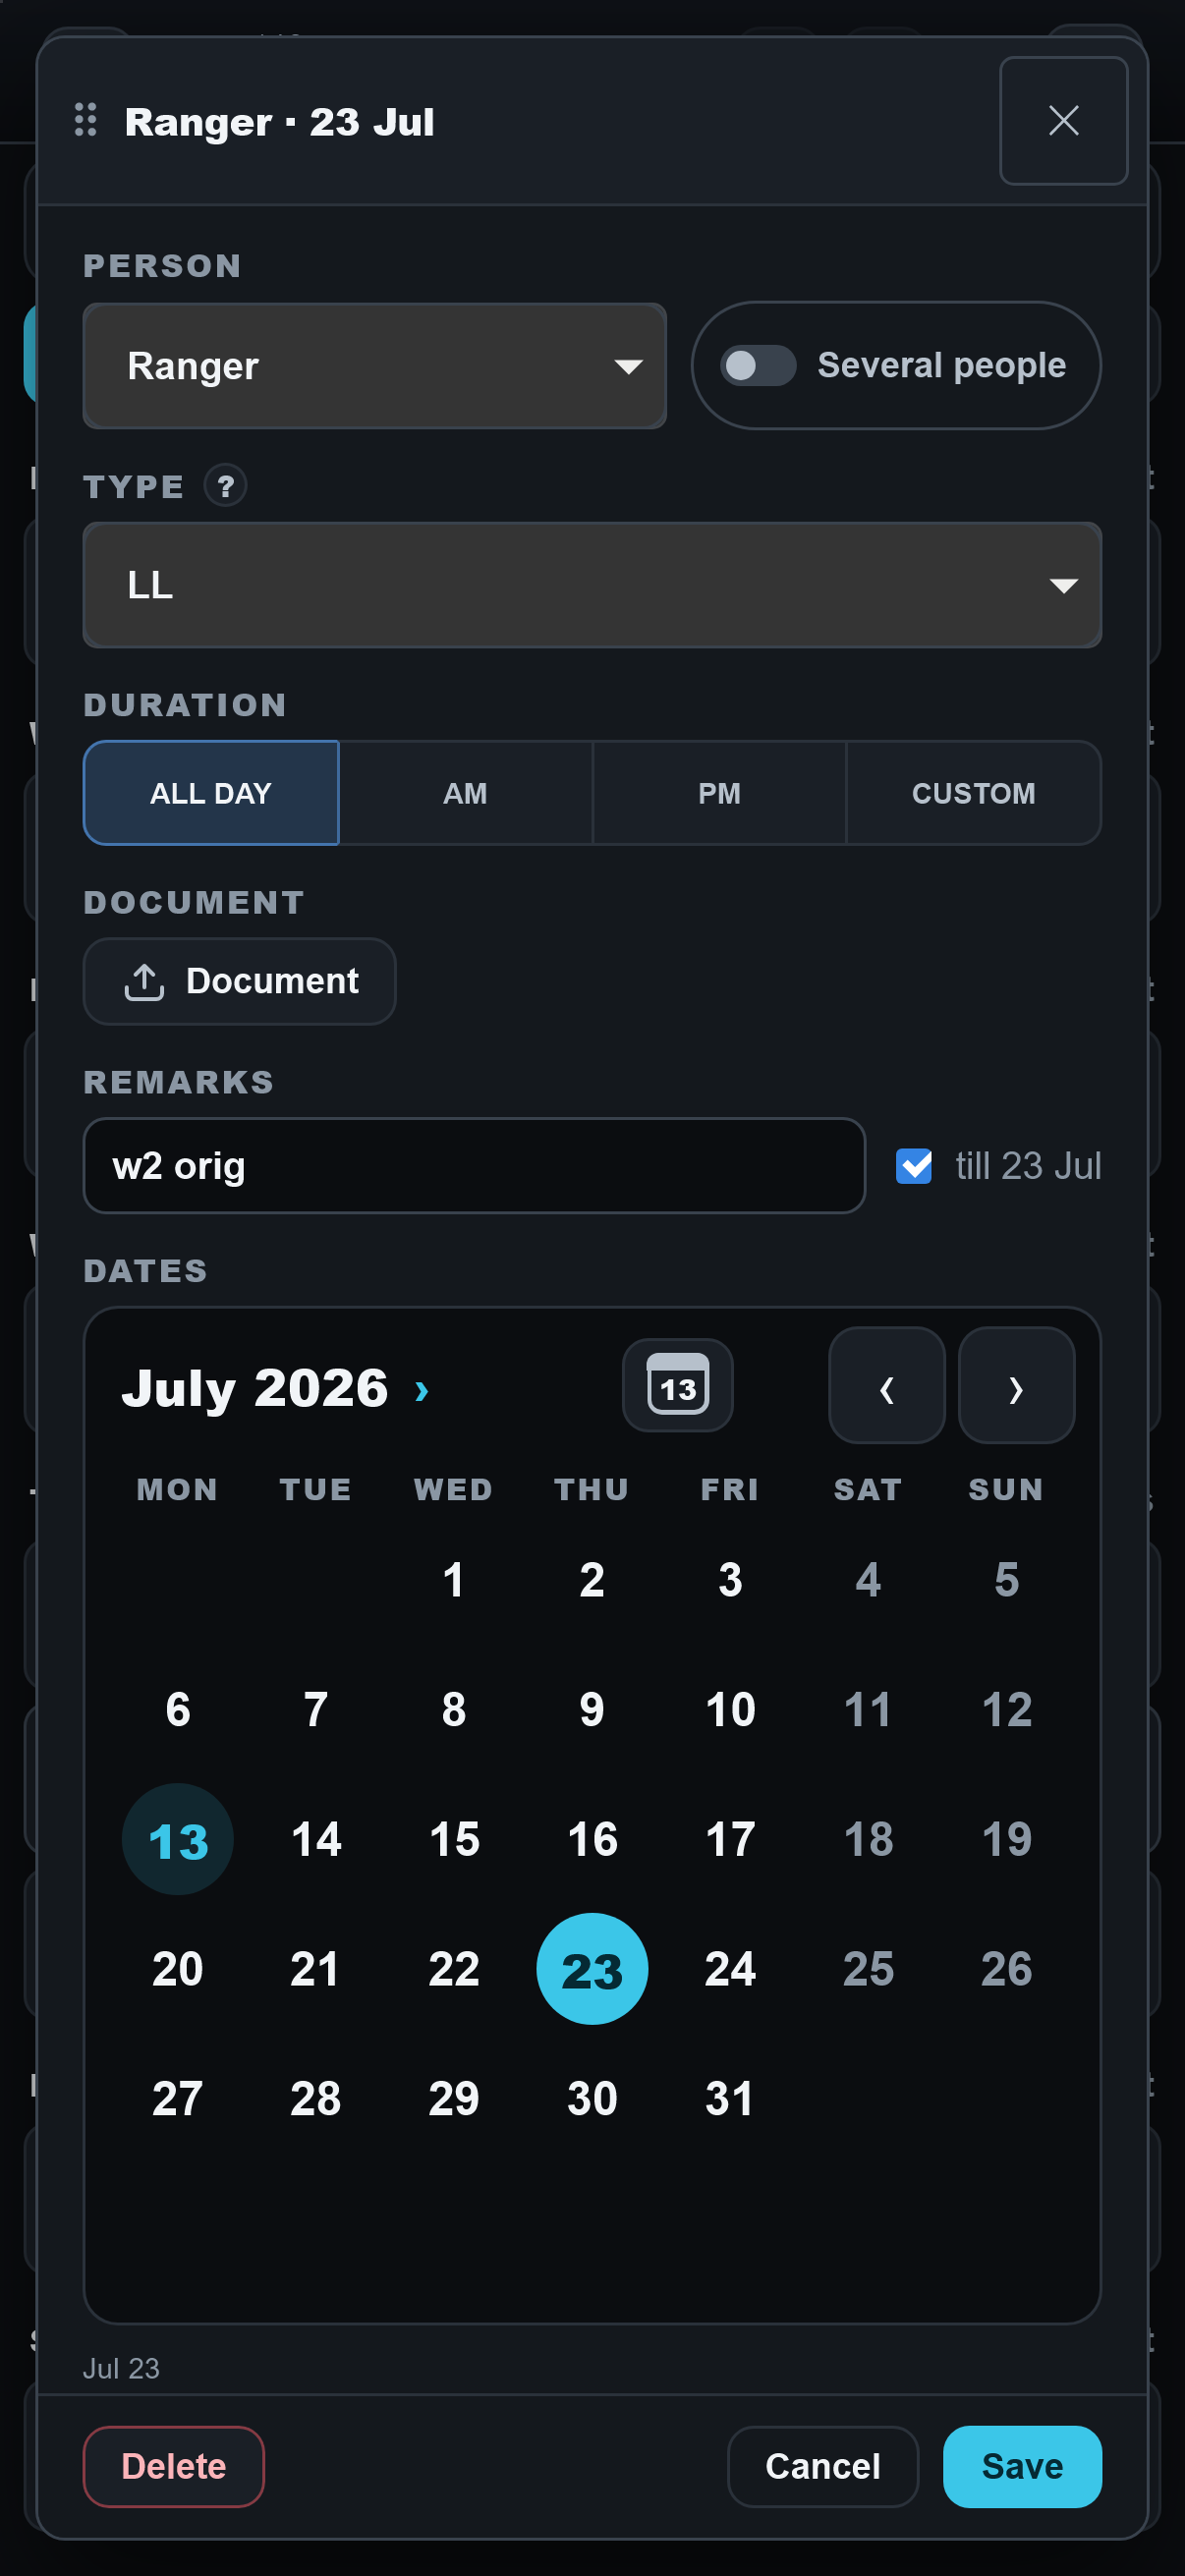 Ranger · 23 Jul
PERSON
Ranger
Several people
TYPE ?
LL
DURATION
ALL DAY AM PM CUSTOM
DOCUMENT
Document
REMARKS
w2 orig
till 23 Jul
DATES
July 2026 ›
13
‹ ›
MON TUE WED THU FRI SAT SUN
1 2 3 4 5
6 7 8 9 10 11 12
13 14 15 16 17 18 19
20 21 22 23 24 25 26
27 28 29 30 31
Jul 23
Delete Cancel Save